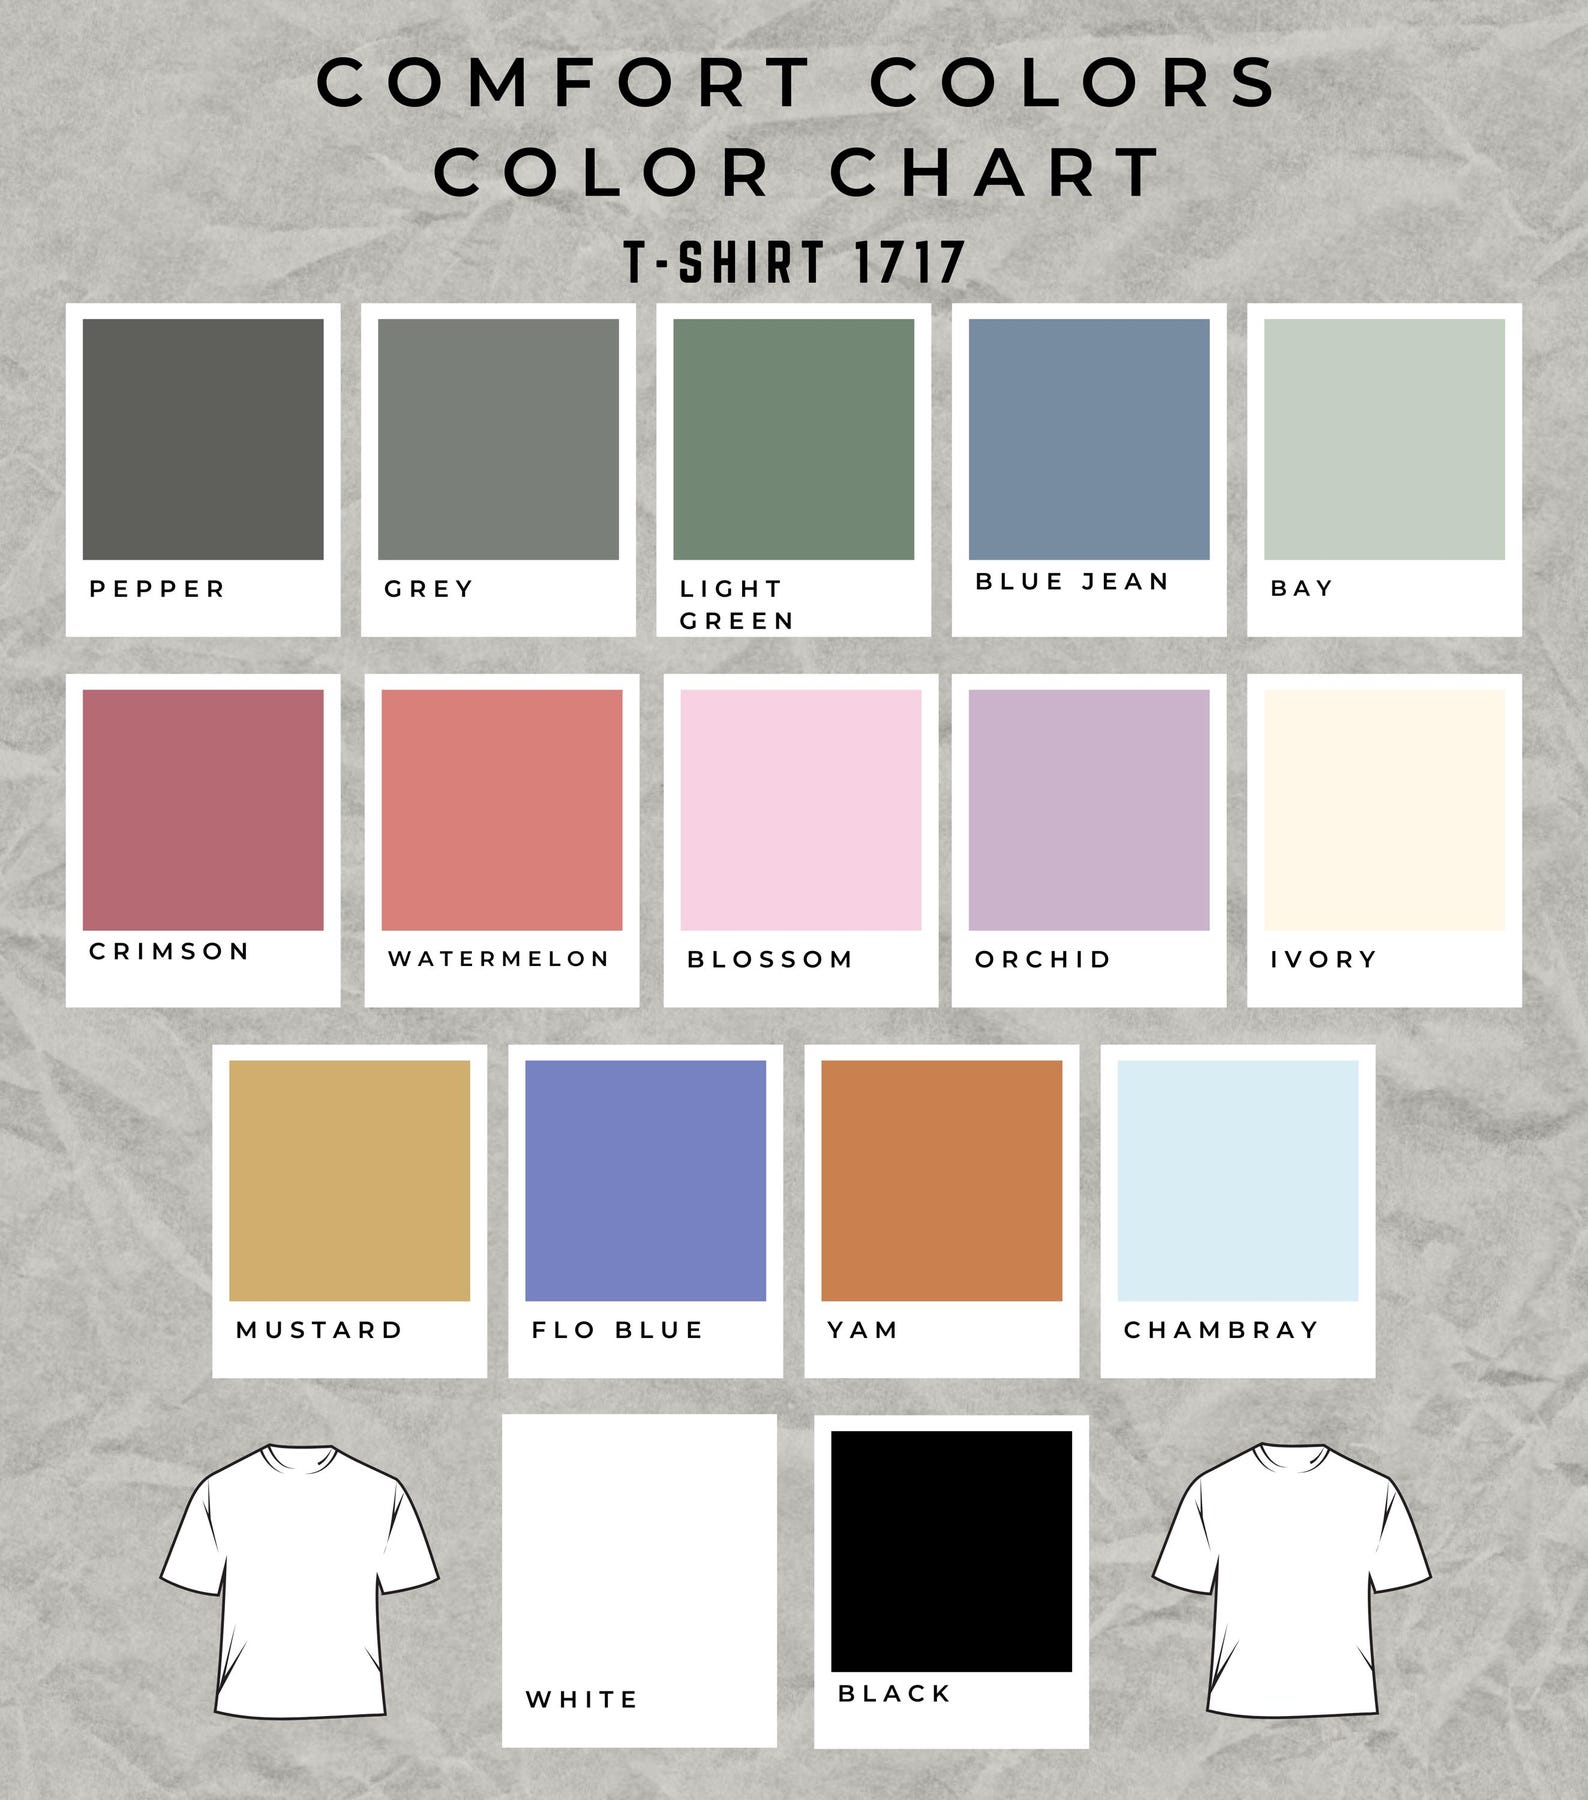 COMFORT COLORS
COLOR CHART
T-SHIRT 1717
PEPPER
GREY
LIGHT
GREEN
BLUE JEAN
BAY
CRIMSON
WATERMELON
BLOSSOM
ORCHID
IVORY
MUSTARD
FLO BLUE
YAM
CHAMBRAY
WHITE
BLACK